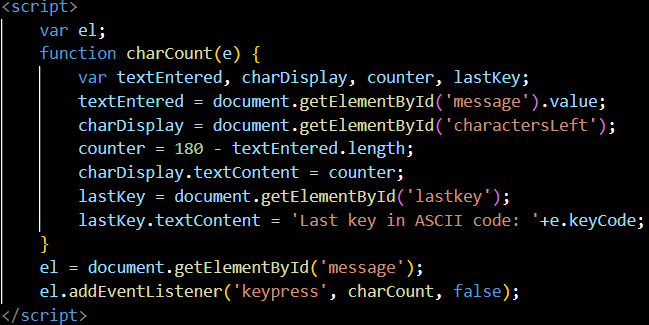 <script>
var el;
function charCount(e) {
var textEntered, charDisplay, counter, lastKey;
textEntered = document.getElementById('message').value;
charDisplay = document.getElementById('charactersLeft');
counter = 180 - textEntered.length;
charDisplay.textContent = counter;
lastKey = document.getElementById('lastkey');
lastKey.textContent = 'Last key in ASCII code: '+e.keyCode;
}
el = document.getElementById('message');
el.addEventListener('keypress', charCount, false);
</script>